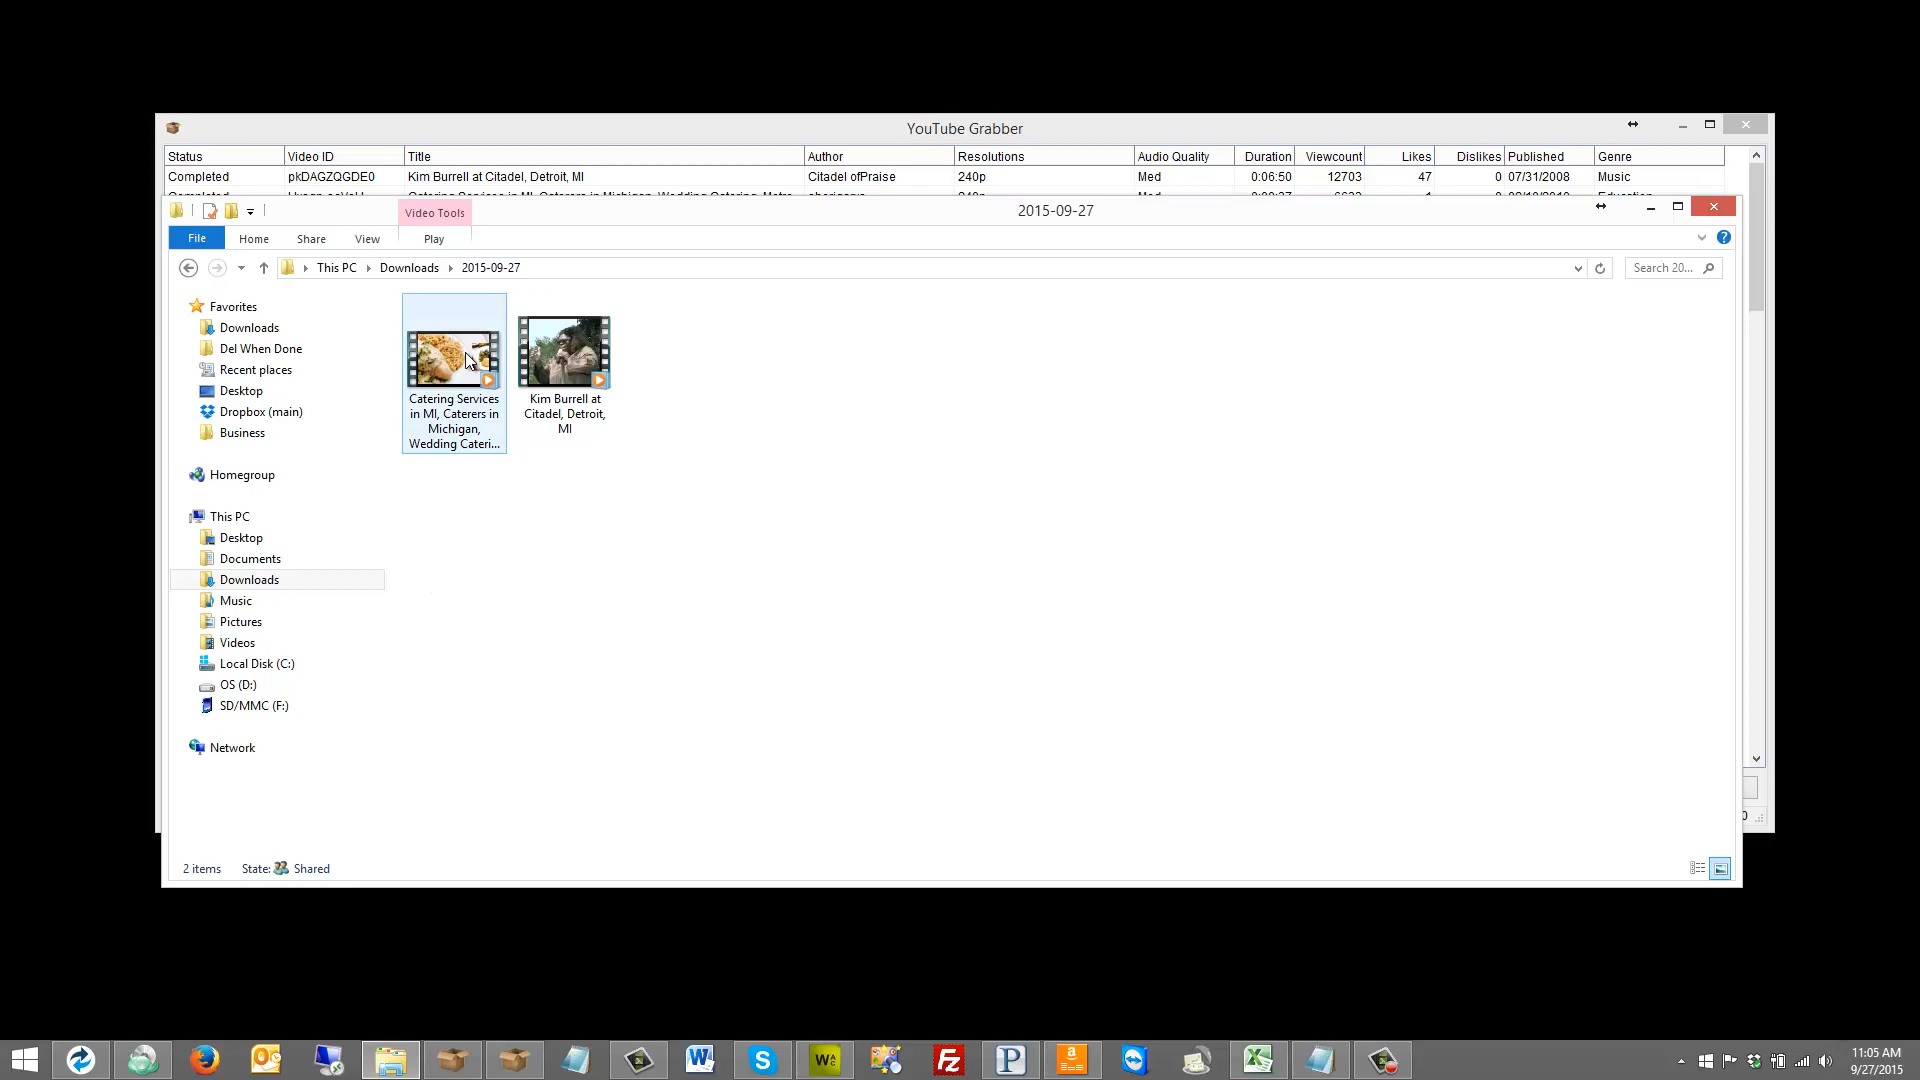 YouTube Grabber
Status Video ID Title Author Resolutions Audio Quality Duration Viewcount Likes Dislikes Published Genre
Completed pkDAGZQGDE0 Kim Burrell at Citadel, Detroit, MI Citadel ofPraise 240p Med 0:06:50 12703 47 0 07/31/2008 Music
Video Tools
2015-09-27
File Home Share View Play
This PC Downloads 2015-09-27
Search 20...
Favorites
Downloads
Del When Done
Recent places
Desktop
Dropbox (main)
Business
Homegroup
This PC
Desktop
Documents
Downloads
Music
Pictures
Videos
Local Disk (C:)
OS (D:)
SD/MMC (F:)
Network
Catering Services
in MI, Caterers in
Michigan,
Wedding Cateri...
Kim Burrell at
Citadel, Detroit,
MI
2 items State: Shared
11:05 AM
9/27/2015